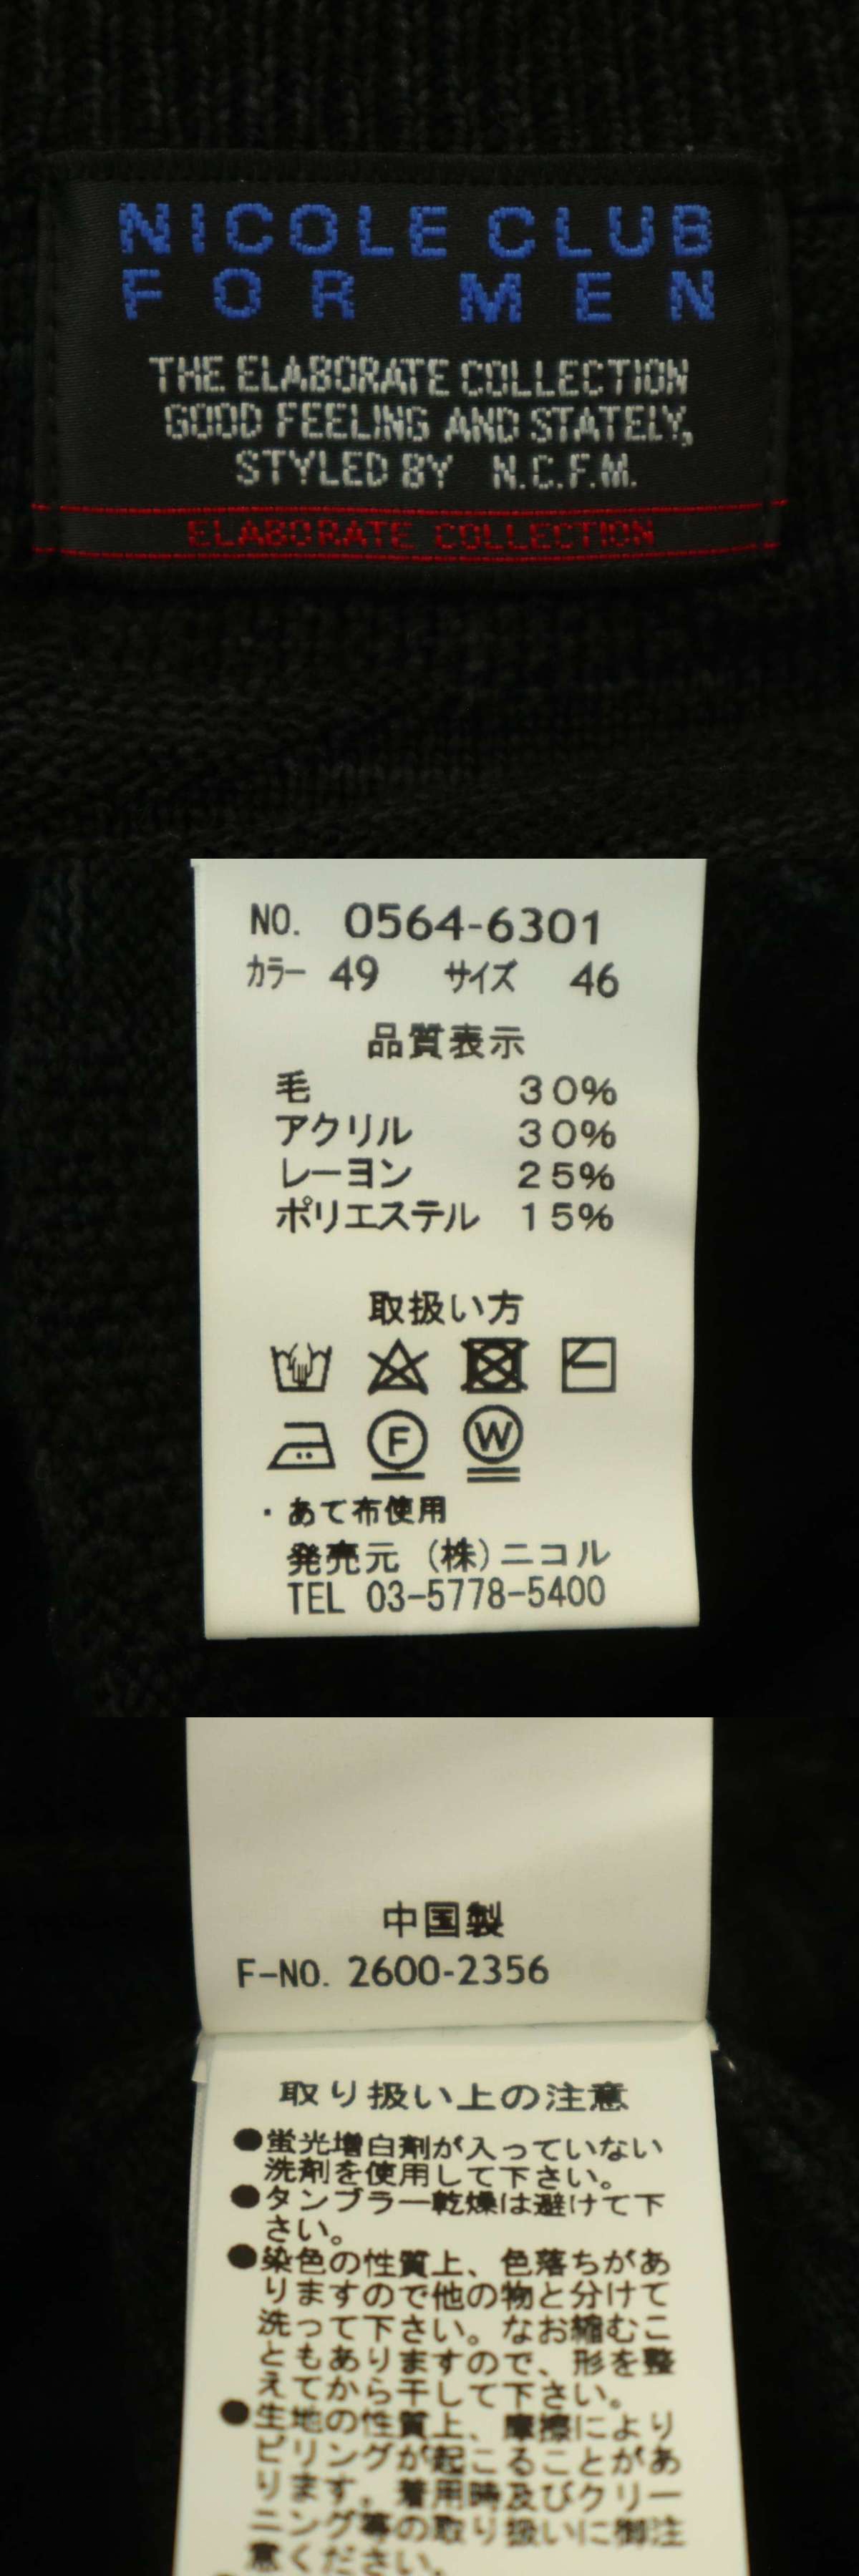 NICOLE CLUB
FOR MEN
THE ELABORATE COLLECTION
GOOD FEELING AND STATELY,
STYLED BY N.C.F.M.
ELABORATE COLLECTION
NO. 0564-6301
カラー 49 サイズ 46
品質表示
毛 30%
アクリル 30%
レーヨン 25%
ポリエステル 15%
取扱い方
F W
・あて布使用
発売元 (株)ニコル
TEL 03-5778-5400
中国製
F-NO. 2600-2356
取り扱い上の注意
●蛍光増白剤が入っていない
洗剤を使用して下さい。
●タンブラー乾燥は避けて下
さい。
●染色の性質上、色落ちがあ
りますので他の物と分けて
洗って下さい。なお縮むこ
ともありますので、形を整
えてから干して下さい。
●生地の性質上、摩擦により
ピリングが起こることがあ
ります。着用時及びクリー
ニング等の取り扱いに御注
意ください。